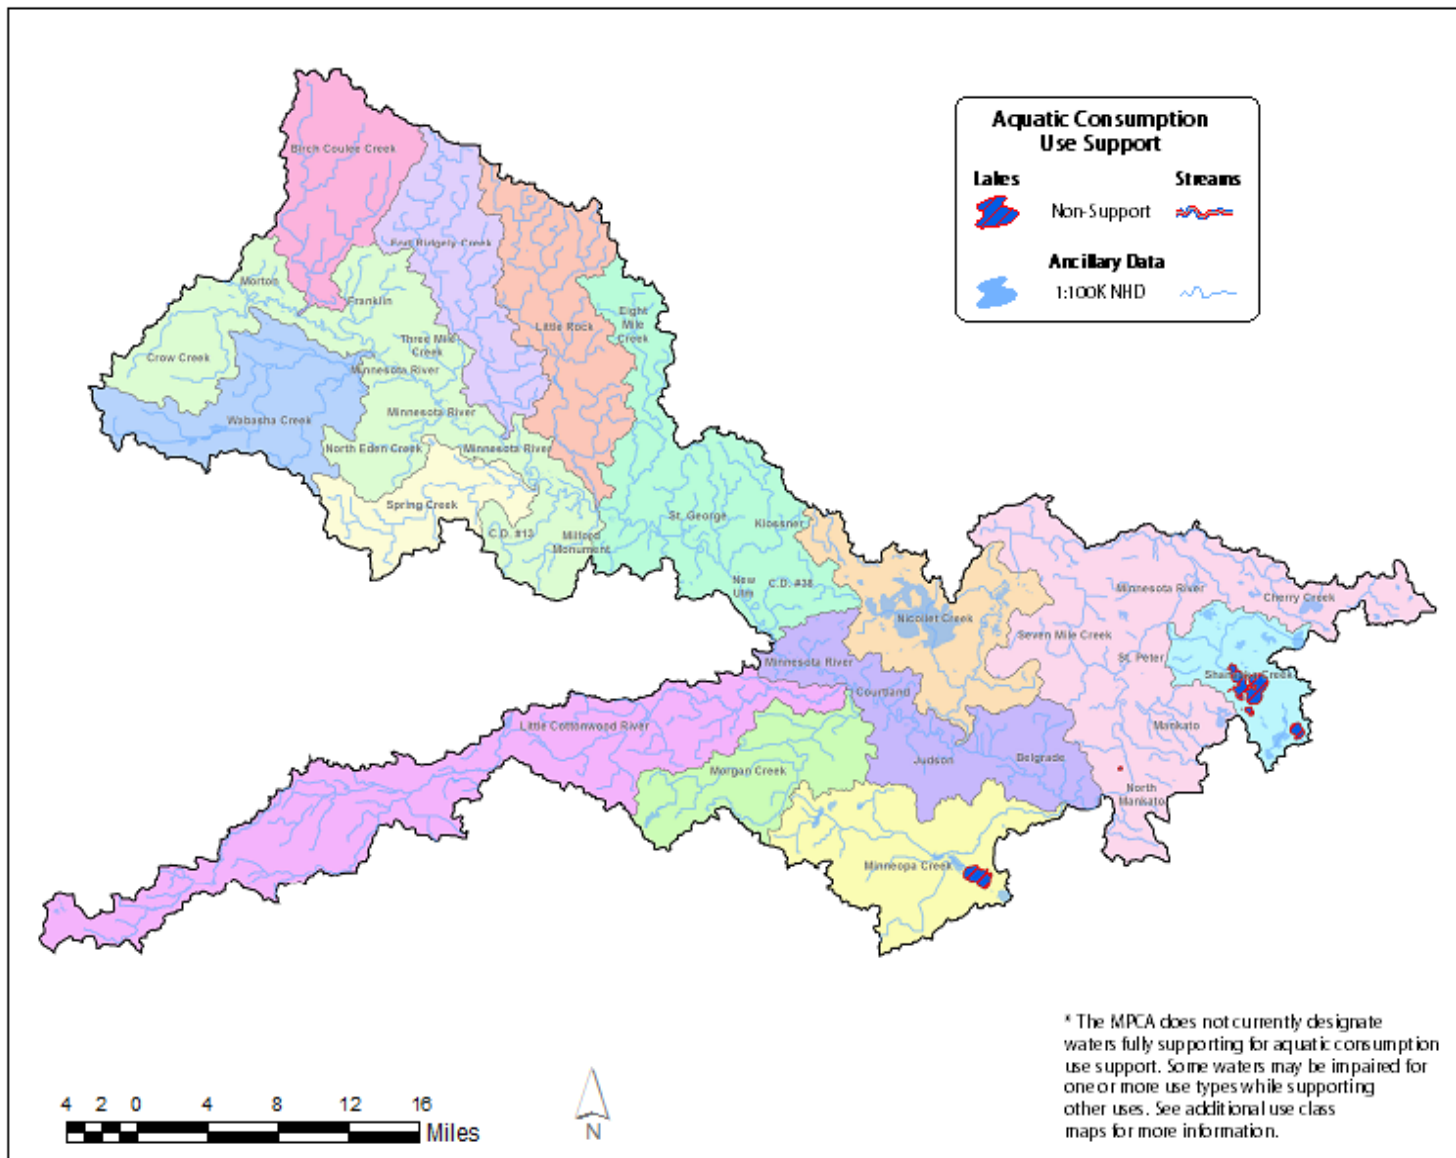 Aquatic Consumption
Use Support
Lakes
Streams
Non-Support
Ancillary Data
1:100K NHD
Birch Coulee Creek
Fort Ridgely Creek
Morton
Franklin
Little Rock
Eight
Mile
Creek
Three Mile
Creek
Crow Creek
Minnesota River
Wabasha Creek
Minnesota River
North Eden Creek
Minnesota River
Spring Creek
C.D. #13
Milford
Monument
St. George
Klossner
New
Ulm
C.D. #38
Nicollet Creek
Minnesota River
Cherry Creek
Seven Mile Creek
St. Peter
Shanaska Creek
Minnesota River
Courtland
Little Cottonwood River
Mankato
Morgan Creek
Judson
Belgrade
North
Mankato
Minneopa Creek
* The MPCA does not currently designate
waters fully supporting for aquatic consumption
use support. Some waters may be impaired for
one or more use types while supporting
other uses. See additional use class
maps for more information.
4 2 0 4 8 12 16
Miles
N